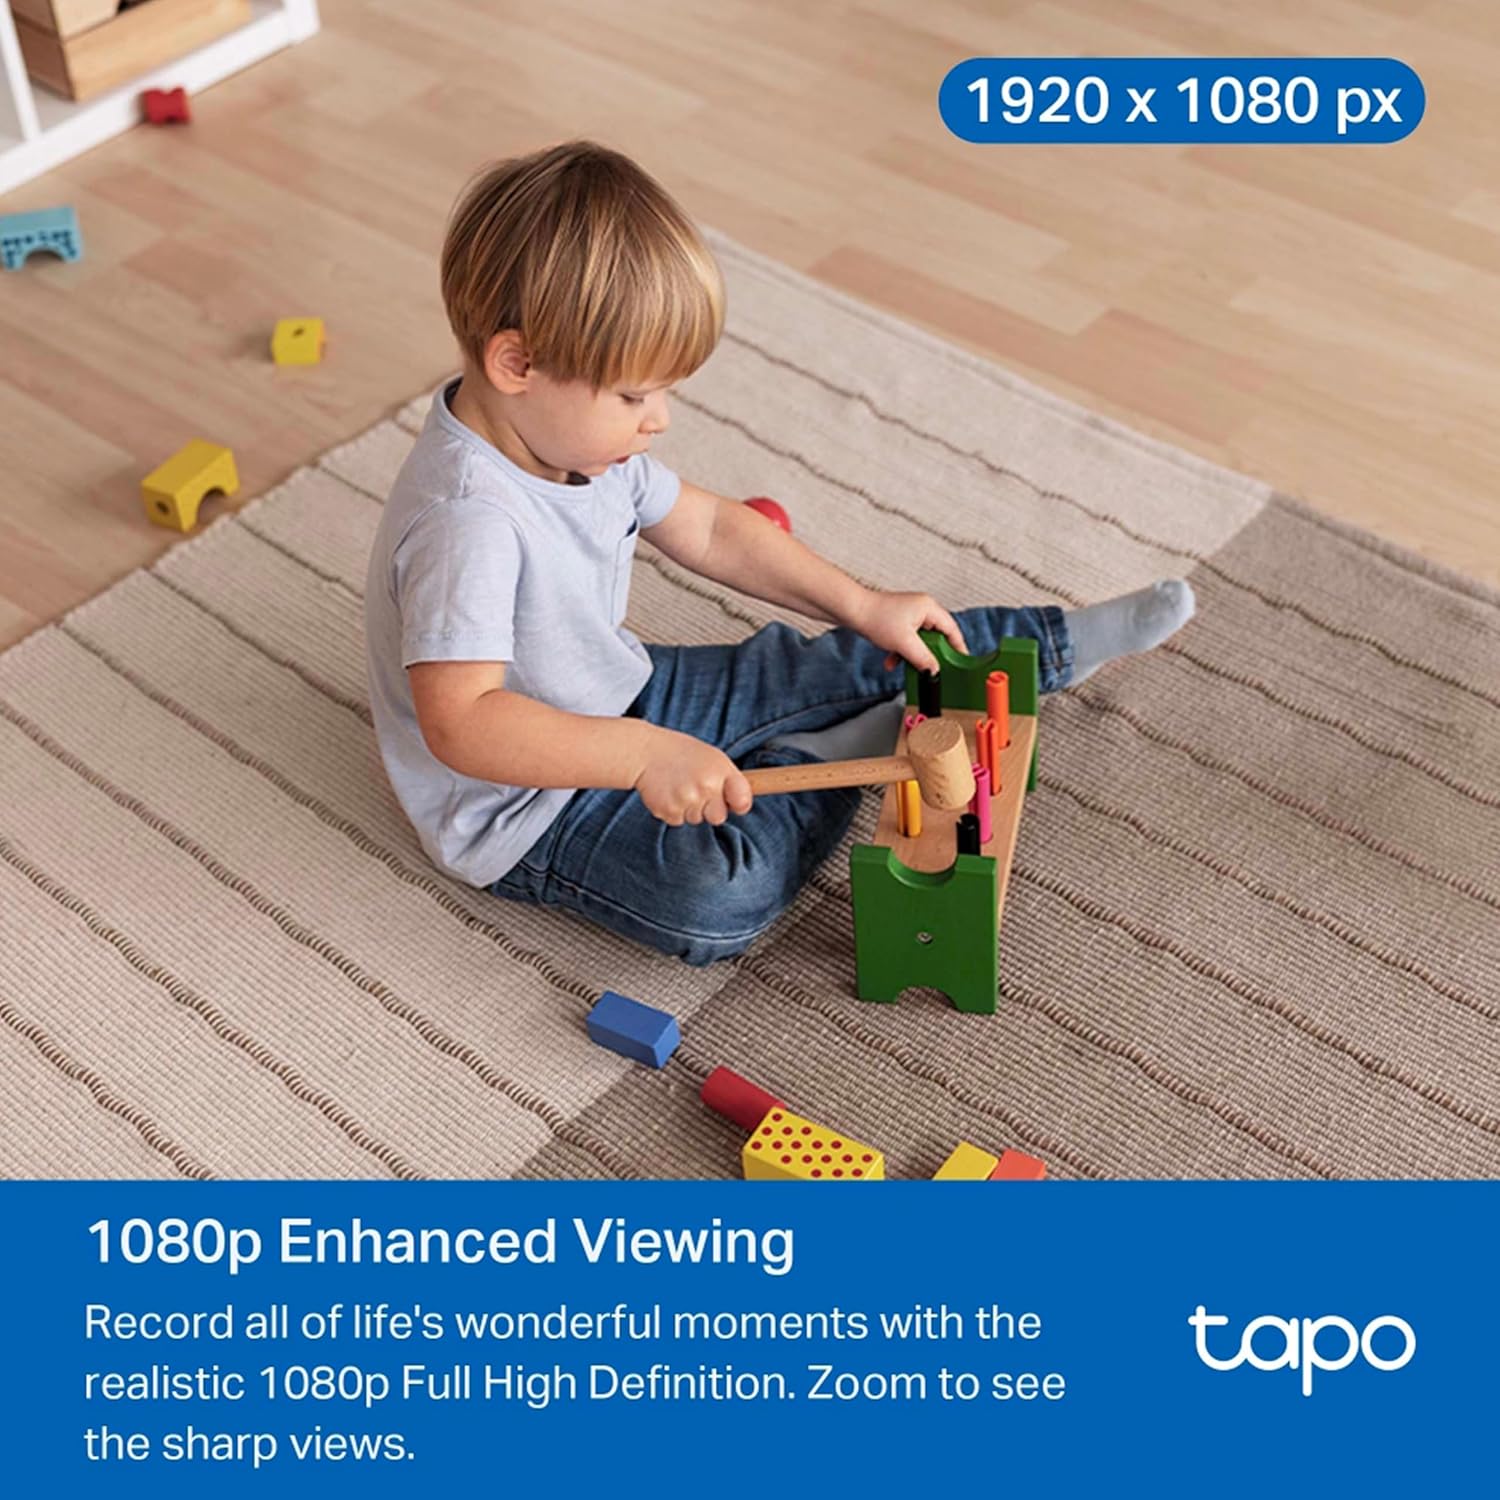 1920 x 1080 px
1080p Enhanced Viewing
Record all of life's wonderful moments with the
realistic 1080p Full High Definition. Zoom to see
the sharp views.
tapo